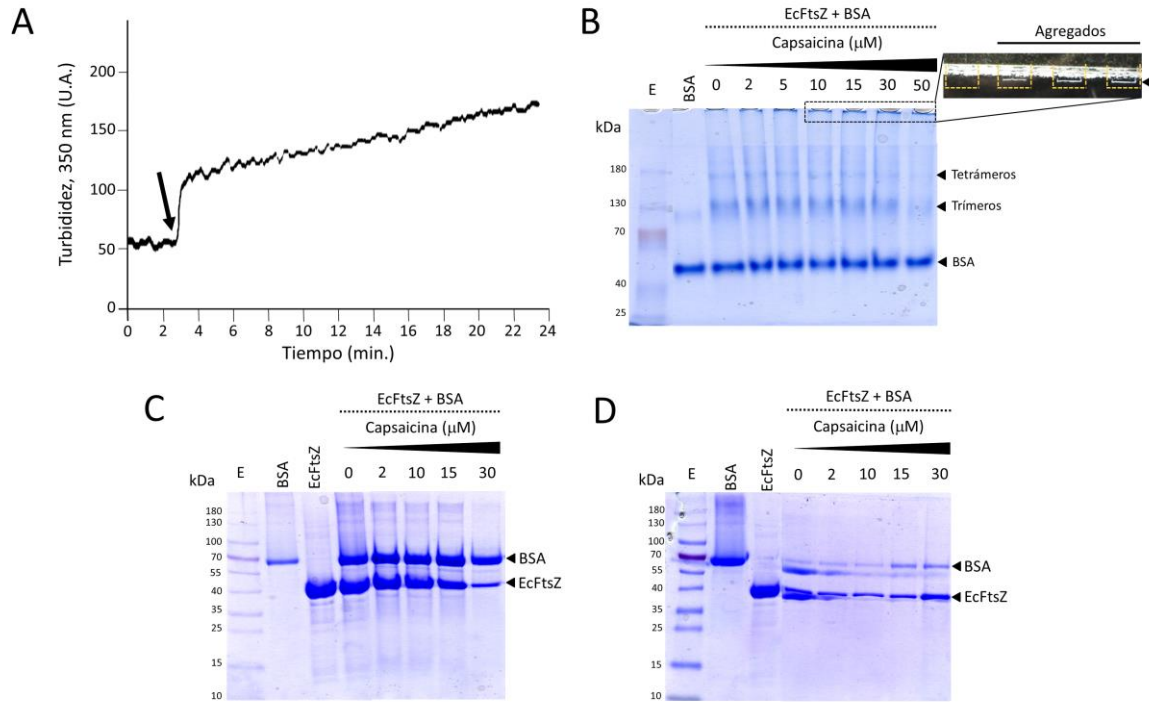 A
Turbididez, 350 nm (U.A.)
200
150
100
50
0
0 2 4 6 8 10 12 14 16 18 20 22 24
Tiempo (min.)
B
EcFtsZ + BSA
Capsaicina (μM)
E BSA 0 2 5 10 15 30 50
Agregados
kDa
180
130
70
40
25
Tetrámeros
Trímeros
BSA
C
EcFtsZ + BSA
Capsaicina (μM)
kDa E BSA EcFtsZ 0 2 10 15 30
180
130
100
70
55
40
35
25
15
10
BSA
EcFtsZ
D
EcFtsZ + BSA
Capsaicina (μM)
kDa E BSA EcFtsZ 0 2 10 15 30
180
130
100
70
55
40
35
25
15
10
BSA
EcFtsZ